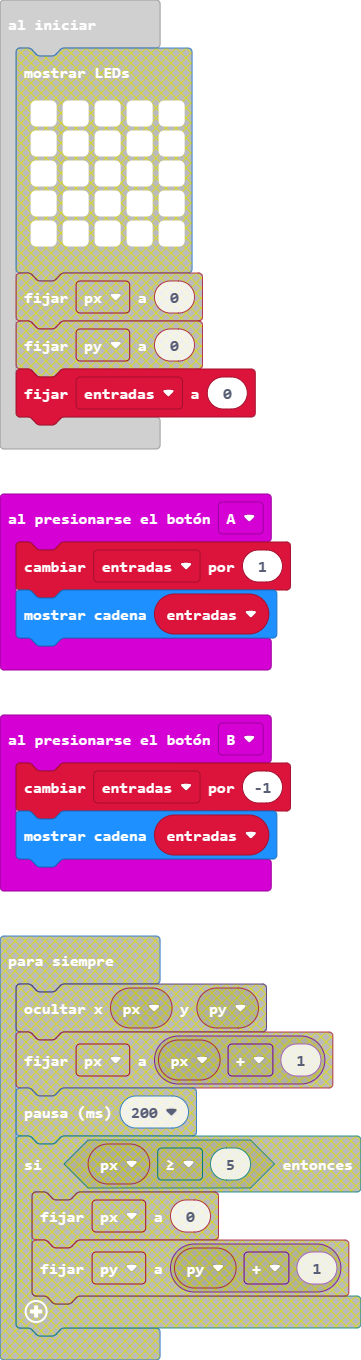 al iniciar
mostrar LEDs
fijar px a 0
fijar py a 0
fijar entradas a 0
al presionarse el botón A
cambiar entradas por 1
mostrar cadena entradas
al presionarse el botón B
cambiar entradas por -1
mostrar cadena entradas
para siempre
ocultar x px y py
fijar px a px + 1
pausa (ms) 200
si px ≥ 5 entonces
fijar px a 0
fijar py a py + 1